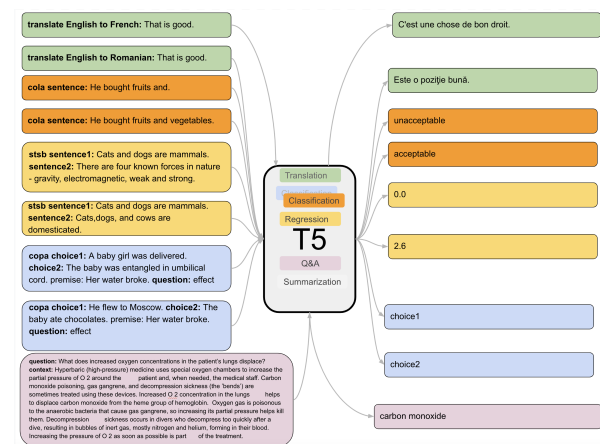 translate English to French: That is good.
translate English to Romanian: That is good.
cola sentence: He bought fruits and.
cola sentence: He bought fruits and vegetables.
stsb sentence1: Cats and dogs are mammals.
sentence2: There are four known forces in nature
- gravity, electromagnetic, weak and strong.
stsb sentence1: Cats and dogs are mammals.
sentence2: Cats,dogs, and cows are
domesticated.
copa choice1: A baby girl was delivered.
choice2: The baby was entangled in umbilical
cord. premise: Her water broke. question: effect
copa choice1: He flew to Moscow. choice2: The
baby ate chocolates. premise: Her water broke.
question: effect
question: What does increased oxygen concentrations in the patient's lungs displace?
context: Hyperbaric (high-pressure) medicine uses special oxygen chambers to increase the
partial pressure of O 2 around the patient and, when needed, the medical staff. Carbon
monoxide poisoning, gas gangrene, and decompression sickness (the 'bends') are
sometimes treated using these devices. Increased O 2 concentration in the lungs helps
to displace carbon monoxide from the heme group of hemoglobin. Oxygen gas is poisonous
to the anaerobic bacteria that cause gas gangrene, so increasing its partial pressure helps kill
them. Decompression sickness occurs in divers who decompress too quickly after a
dive, resulting in bubbles of inert gas, mostly nitrogen and helium, forming in their blood.
Increasing the pressure of O 2 as soon as possible is part of the treatment.
Translation
Classification
Regression
T5
Q&A
Summarization
C'est une chose de bon droit.
Este o poziţie bună.
unacceptable
acceptable
0.0
2.6
choice1
choice2
carbon monoxide